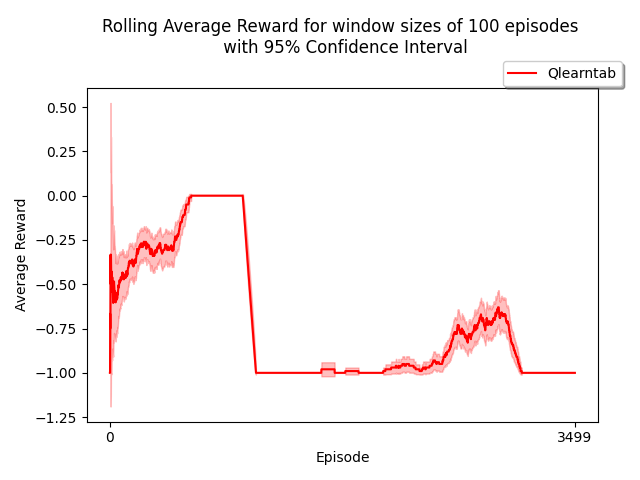 Rolling Average Reward for window sizes of 100 episodes
with 95% Confidence Interval
Qlearntab
0.50
0.25
0.00
−0.25
−0.50
−0.75
−1.00
−1.25
Average Reward
0
3499
Episode